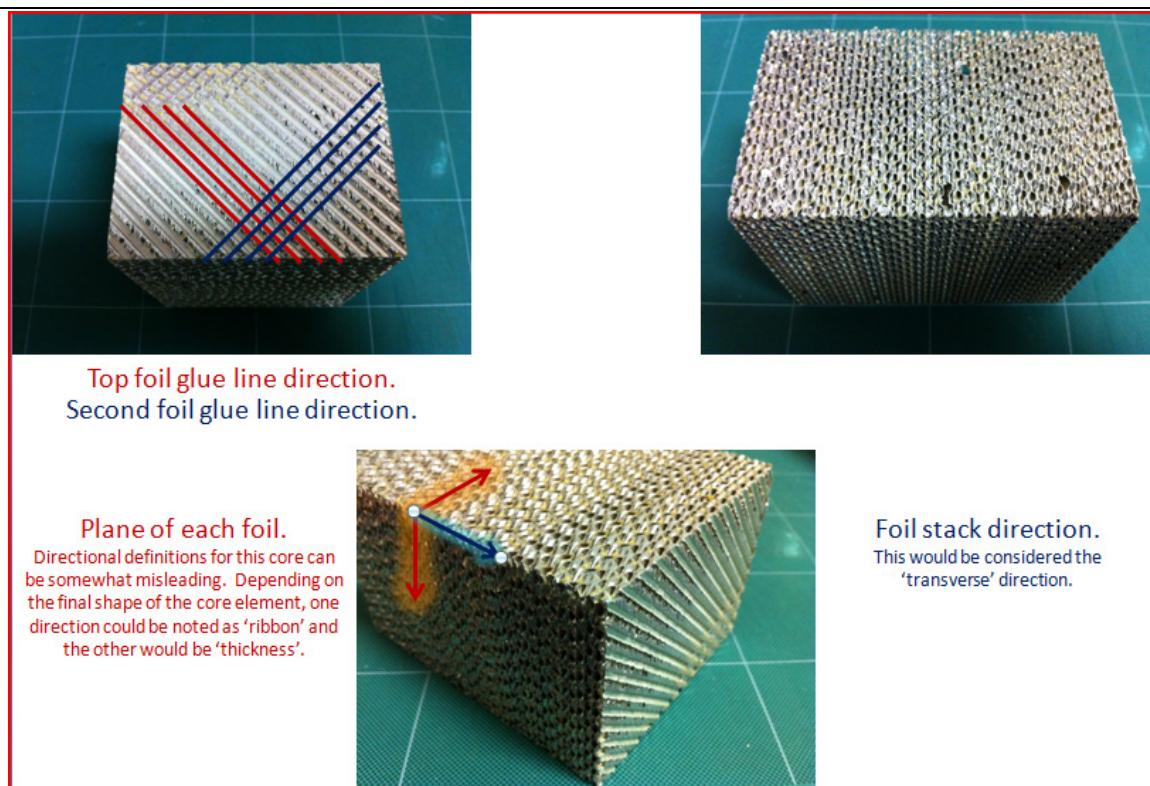 Top foil glue line direction.
Second foil glue line direction.
Plane of each foil.
Directional definitions for this core can
be somewhat misleading.  Depending on
the final shape of the core element, one
direction could be noted as ‘ribbon’ and
the other would be ‘thickness’.
Foil stack direction.
This would be considered the
‘transverse’ direction.